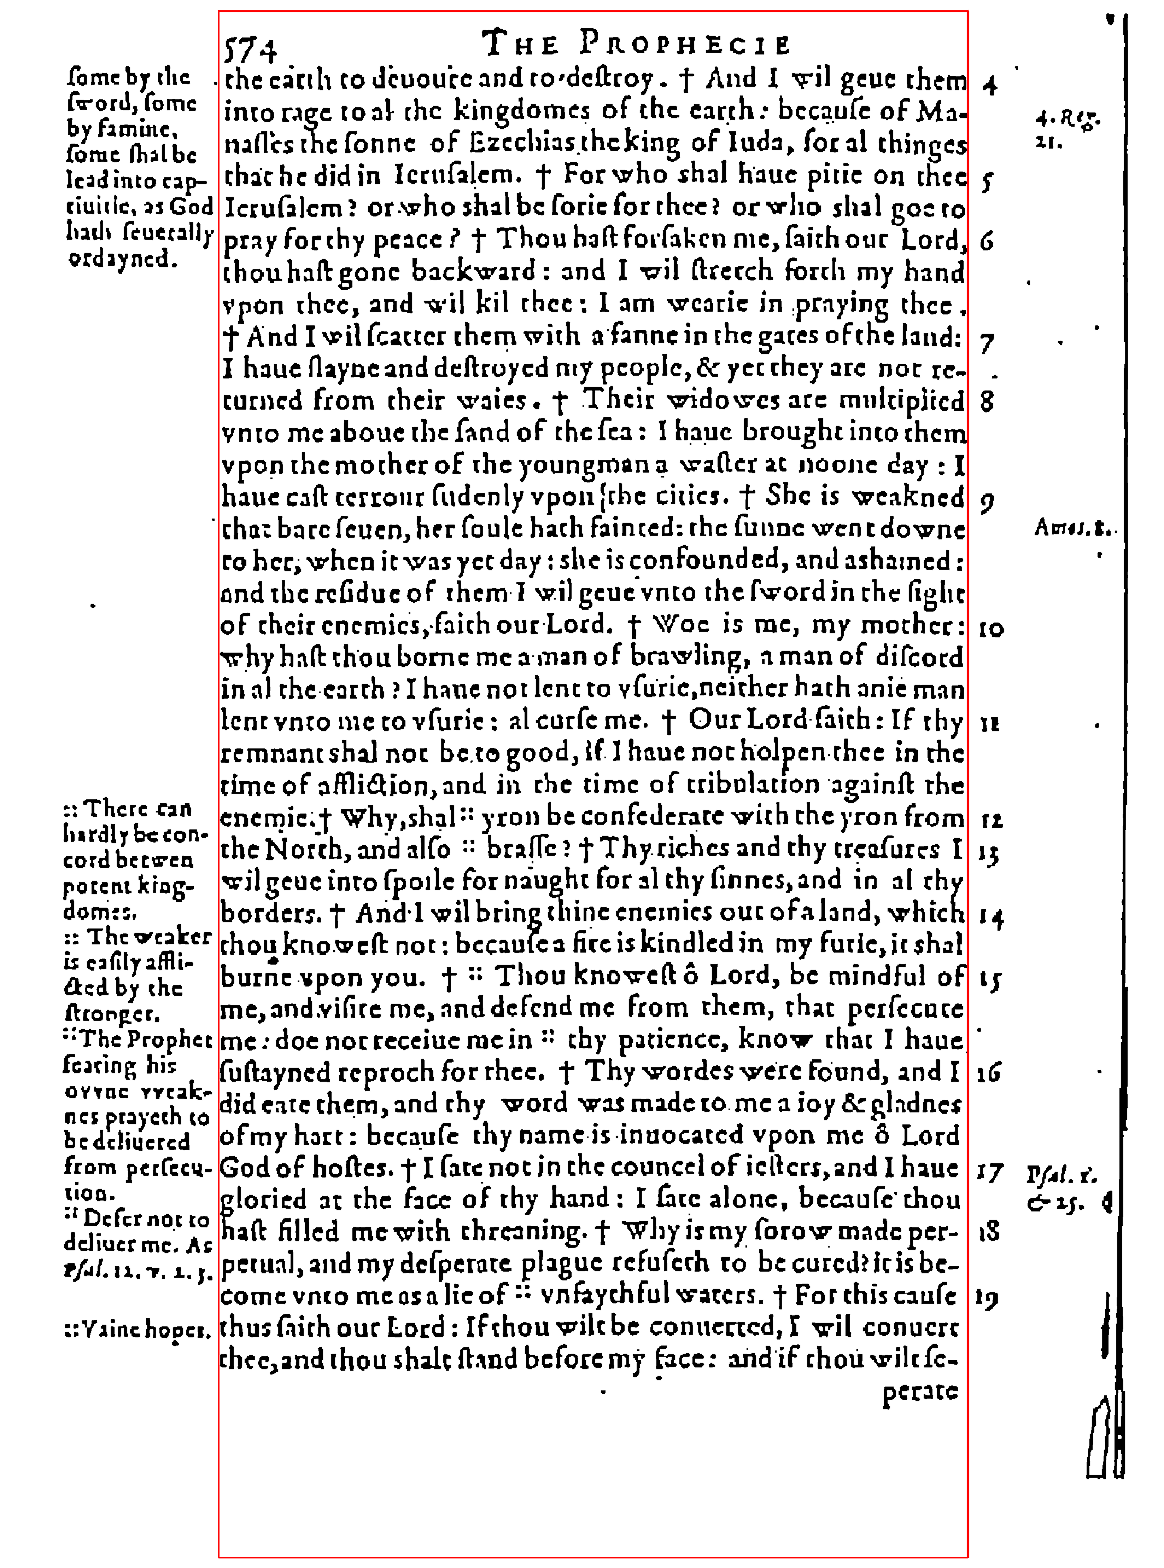 574 THE PROPHECIE
ſome by the
ſword, ſome
by famine,
ſome ſhal be
lead into cap-
tiuitie, as God
hath ſeuerally
ordayned.
the earth to deuoure and to deſtroy. † And I wil geue them 4
into rage to al the kingdomes of the earth: becauſe of Ma-
naſſes the ſonne of Ezechias the king of Iuda, for al thinges
that he did in Ieruſalem. † For who shal haue pitie on thee 5
Ieruſalem? or who shal be ſorie for thee? or who shal goe to
pray for thy peace? † Thou haſt forſaken me, ſaith our Lord, 6
thou haſt gone backward: and I wil ſtretch forth my hand
vpon thee, and wil kil thee: I am wearie in praying thee.
† And I wil ſcatter them with a fanne in the gates of the land: 7
I haue ſlayne and deſtroyed my people, & yet they are not re-
turned from their waies. † Their widowes are multiplied 8
vnto me aboue the ſand of the ſea: I haue brought into them
vpon the mother of the youngman a waſter at noone day: I
haue caſt terrour ſudenly vpon the cities. † She is weakned 9
that bare ſeuen, her ſoule hath fainted: the ſunne went downe
to her, when it was yet day: she is confounded, and ashamed:
and the reſidue of them I wil geue vnto the ſword in the ſight
of their enemies, ſaith our Lord. † Woe is me, my mother: 10
why haſt thou borne me a man of brawling, a man of diſcord
in al the earth? I haue not lent to vſurie, neither hath anie man
lent vnto me to vſurie: al curſe me. † Our Lord ſaith: If thy 11
remnant shal not be to good, if I haue not holpen thee in the
time of affliction, and in the time of tribulation againſt the
enemie. † Why, shal :: yron be confederate with the yron from 12
the North, and alſo :: braſſe? † Thy riches and thy treaſures I 13
wil geue into ſpoile for naught for al thy ſinnes, and in al thy
borders. † And I wil bring thine enemies out of a land, which 14
thou knoweſt not: becauſe a fire is kindled in my furie, it shal
burne vpon you. † :: Thou knoweſt ô Lord, be mindful of 15
me, and viſite me, and defend me from them, that perſecute
me: doe not receiue me in :: thy patience, know that I haue
ſuſtayned reproch for thee. † Thy wordes were found, and I 16
did eate them, and thy word was made to me a ioy & gladnes
of my hart: becauſe thy name is inuocated vpon me ô Lord
God of hoſtes. † I ſate not in the councel of ieſters, and I haue 17
gloried at the face of thy hand: I ſate alone, becauſe thou
haſt filled me with threaning. † Why is my ſorow made per- 18
petual, and my deſperate plague refuſeth to be cured? it is be-
come vnto me as a lie of :: vnfaythful waters. † For this cauſe 19
thus ſaith our Lord: If thou wilt be conuerted, I wil conuert
thee, and thou shalt ſtand before my face: and if thou wilt ſe-
perate
:: There can
hardly be con-
cord betwen
potent king-
domes.
:: The weaker
is eaſily affli-
cted by the
ſtronger.
:: The Prophet
fearing his
ovvne vveak-
nes prayeth to
be deliuered
from perſecu-
tion.
:: Defer not to
deliuer me. As
Pſal. 12. v. 1. 5.
:: Vaine hopes.
4. Reg.
21.
Amos. 8.
Pſal. 1.
& 25.